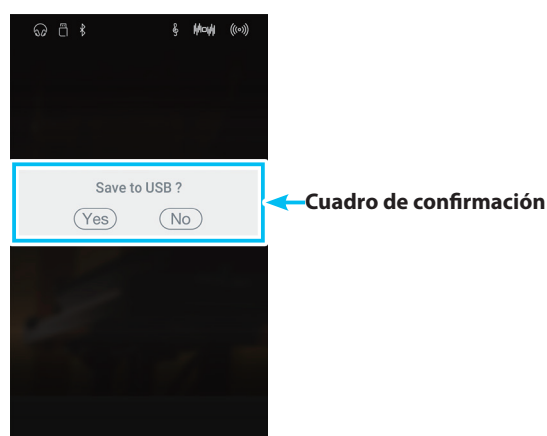 Save to USB ?
Yes No
Cuadro de confirmación